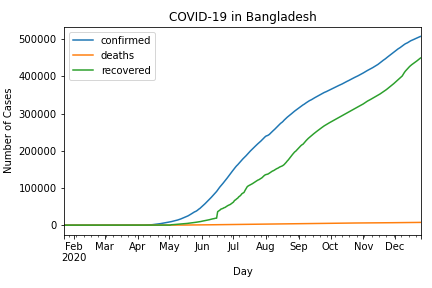 COVID-19 in Bangladesh
confirmed
deaths
recovered
Number of Cases
500000
400000
300000
200000
100000
0
Feb Mar Apr May Jun Jul Aug Sep Oct Nov Dec
2020
Day